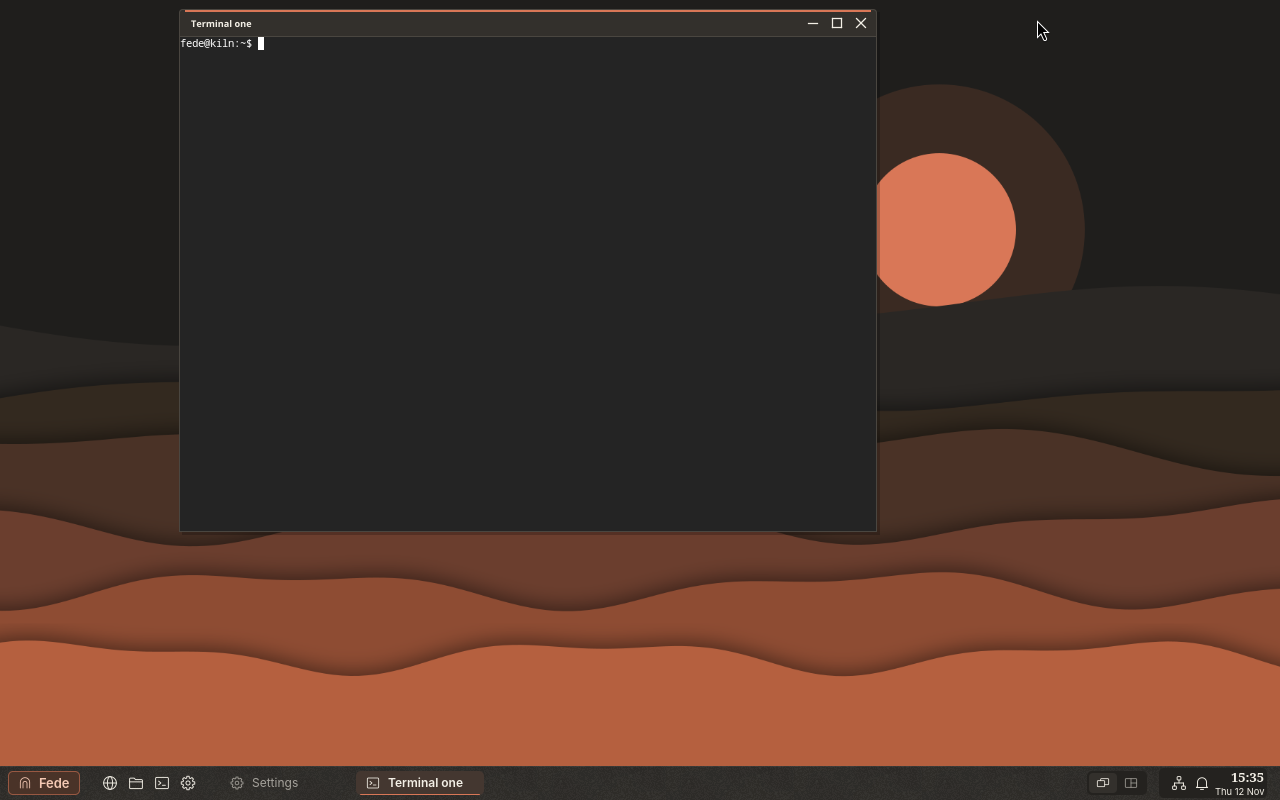 Terminal one
fede@kiln:~$
Fede
Settings
Terminal one
15:35
Thu 12 Nov